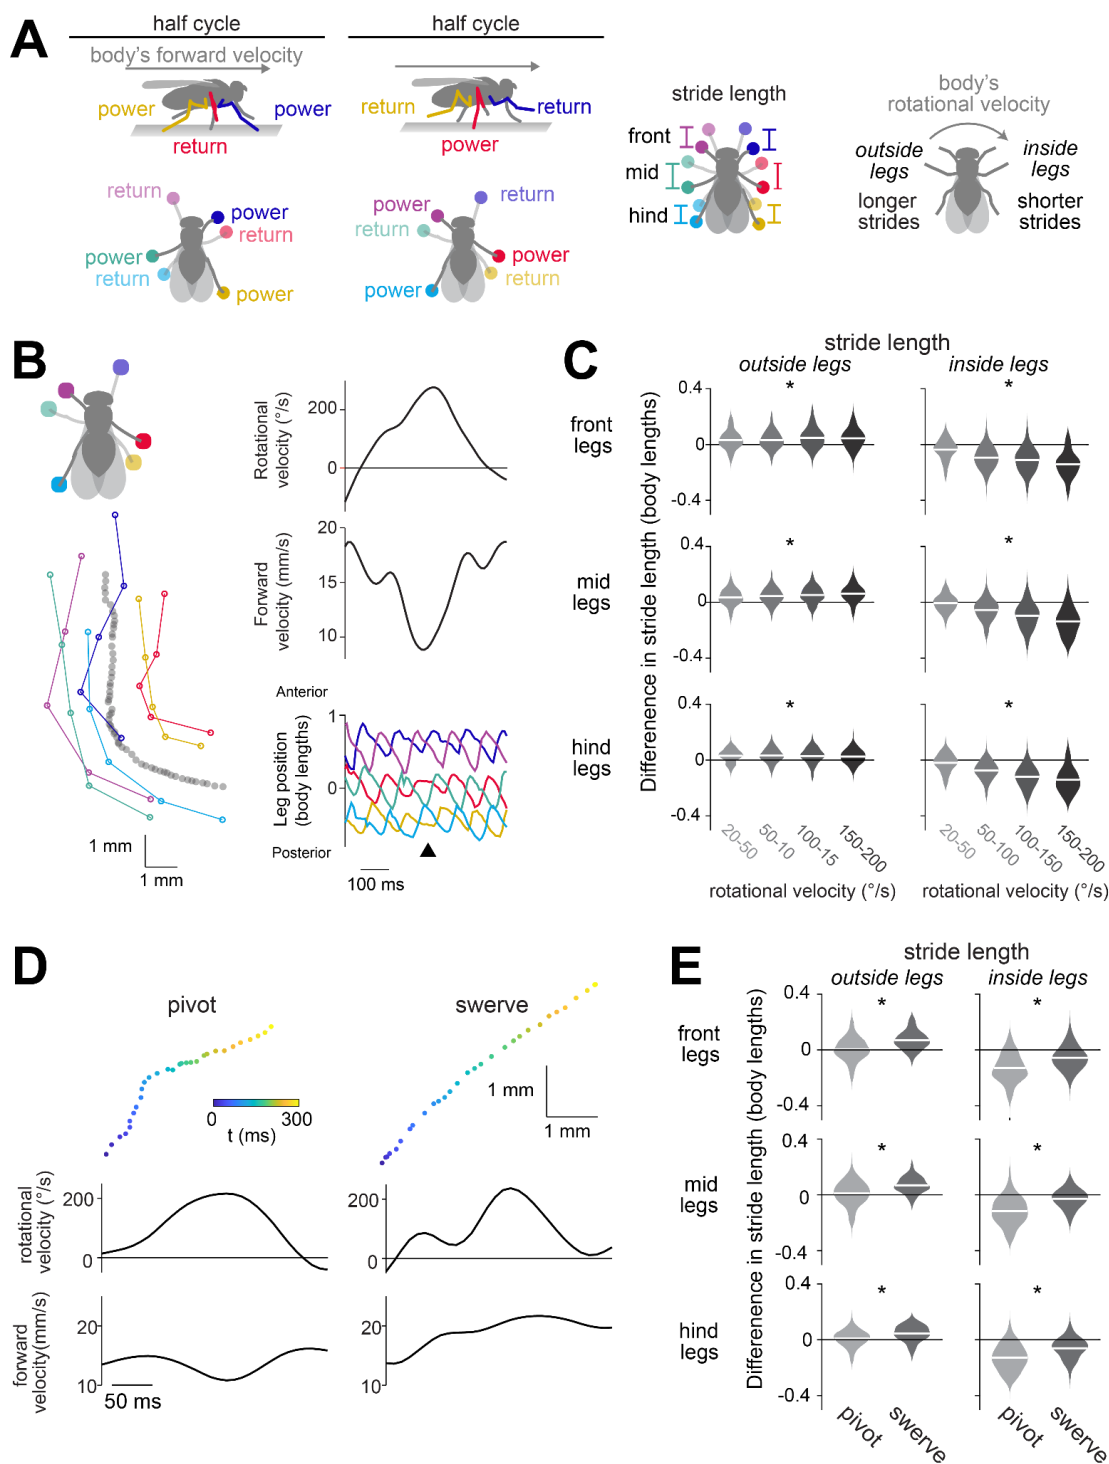 A
half cycle
half cycle
body's forward velocity
power
power
return
return
return
power
stride length
front
mid
hind
body's
rotational velocity
outside
legs
inside
legs
longer
strides
shorter
strides
return
power
return
power
return
power
return
power
return
power
return
power
B
Rotational
velocity (°/s)
200
0
Forward
velocity (mm/s)
20
15
10
Anterior
Leg position
(body lengths)
1
0
Posterior
100 ms
1 mm
1 mm
C
stride length
outside legs
inside legs
front
legs
mid
legs
hind
legs
Differenence in stride length (body lengths)
0.4
0
-0.4
0.4
0
-0.4
0.4
0
-0.4
*
*
*
*
*
*
20-50
50-10
100-15
150-200
20-50
50-100
100-150
150-200
rotational velocity (°/s)
rotational velocity (°/s)
D
pivot
swerve
0
300
t (ms)
1 mm
1 mm
rotational
velocity (°/s)
200
0
200
0
forward
velocity(mm/s)
20
10
20
10
50 ms
E
stride length
outside legs
inside legs
front
legs
mid
legs
hind
legs
Differenence in stride length (body lengths)
0.4
0
-0.4
0.4
0
-0.4
0.4
0
-0.4
*
*
*
*
*
*
pivot
swerve
pivot
swerve